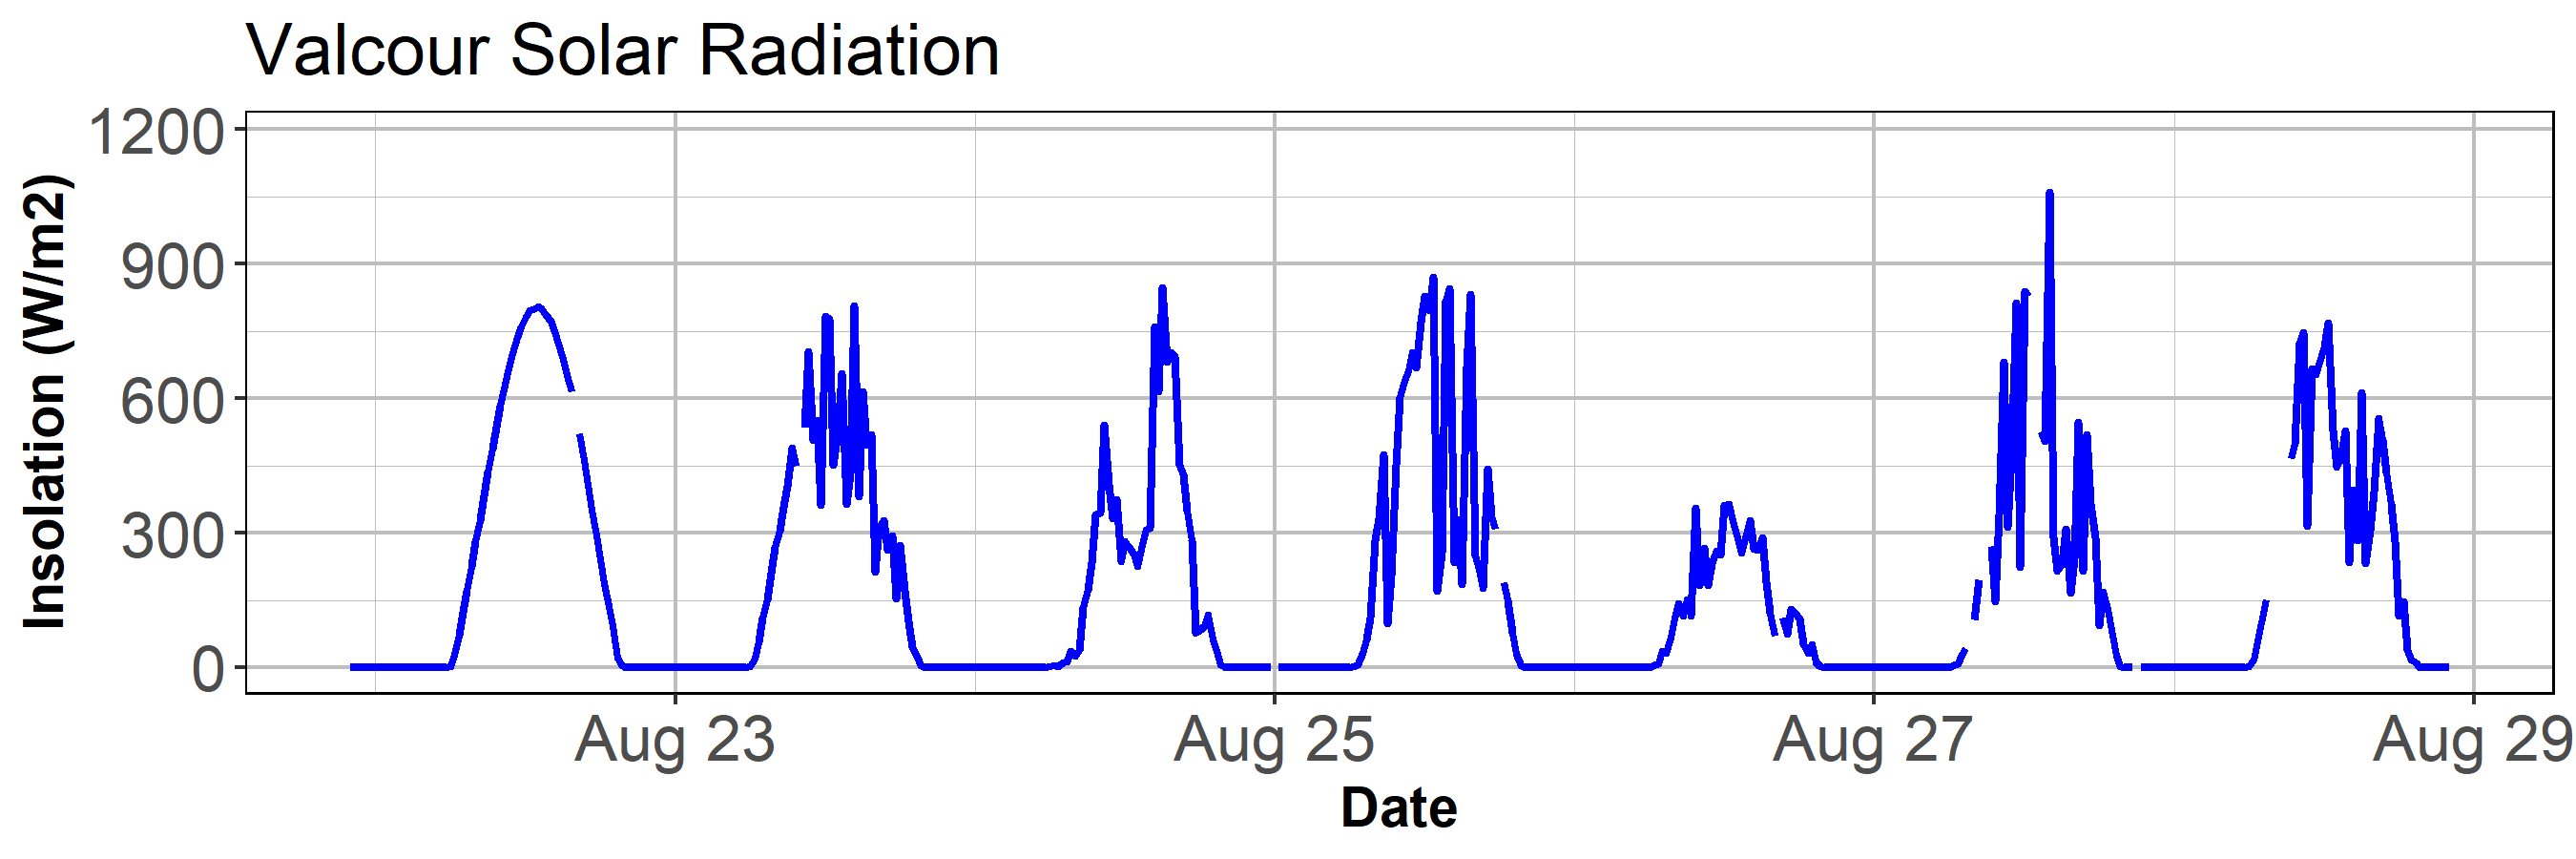 Valcour Solar Radiation
1200
900
600
300
0
Insolation (W/m2)
Aug 23
Aug 25
Aug 27
Aug 29
Date